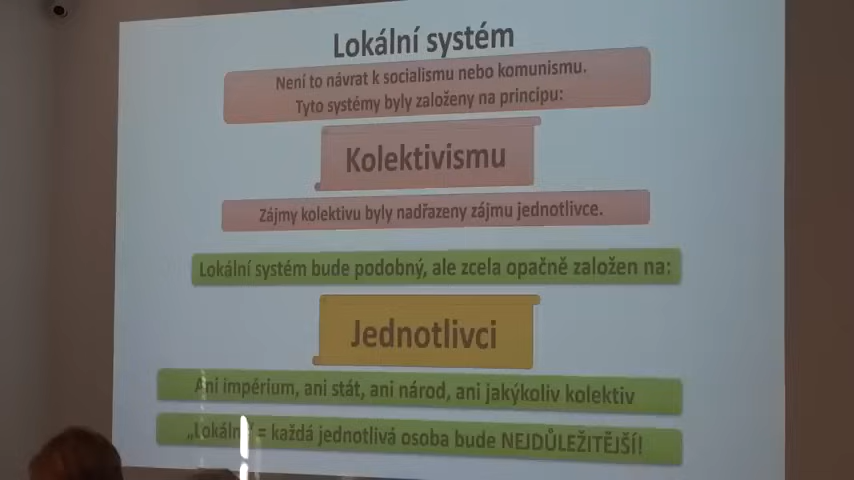 Lokální systém
Není to návrat k socialismu nebo komunismu.
Tyto systémy byly založeny na principu:
Kolektivismu
Zájmy kolektivu byly nadřazeny zájmu jednotlivce.
Lokální systém bude podobný, ale zcela opačně založen na:
Jednotlivci
Ani impérium, ani stát, ani národ, ani jakýkoliv kolektiv
„Lokální“ = každá jednotlivá osoba bude NEJDŮLEŽITĚJŠÍ!